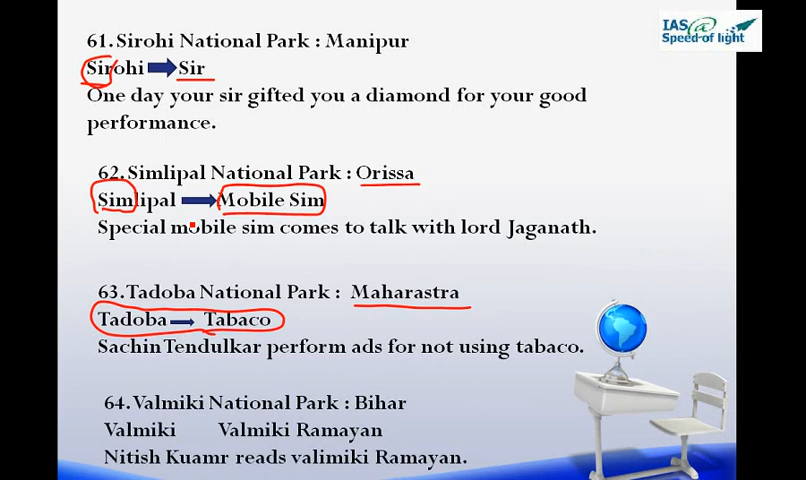 IAS@
Speed of light
61.Sirohi National Park : Manipur
Sirohi Sir
One day your sir gifted you a diamond for your good
performance.
62.Simlipal National Park : Orissa
Simlipal Mobile Sim
Special mobile sim comes to talk with lord Jaganath.
63.Tadoba National Park : Maharastra
Tadoba Tabaco
Sachin Tendulkar perform ads for not using tabaco.
64.Valmiki National Park : Bihar
Valmiki Valmiki Ramayan
Nitish Kuamr reads valimiki Ramayan.